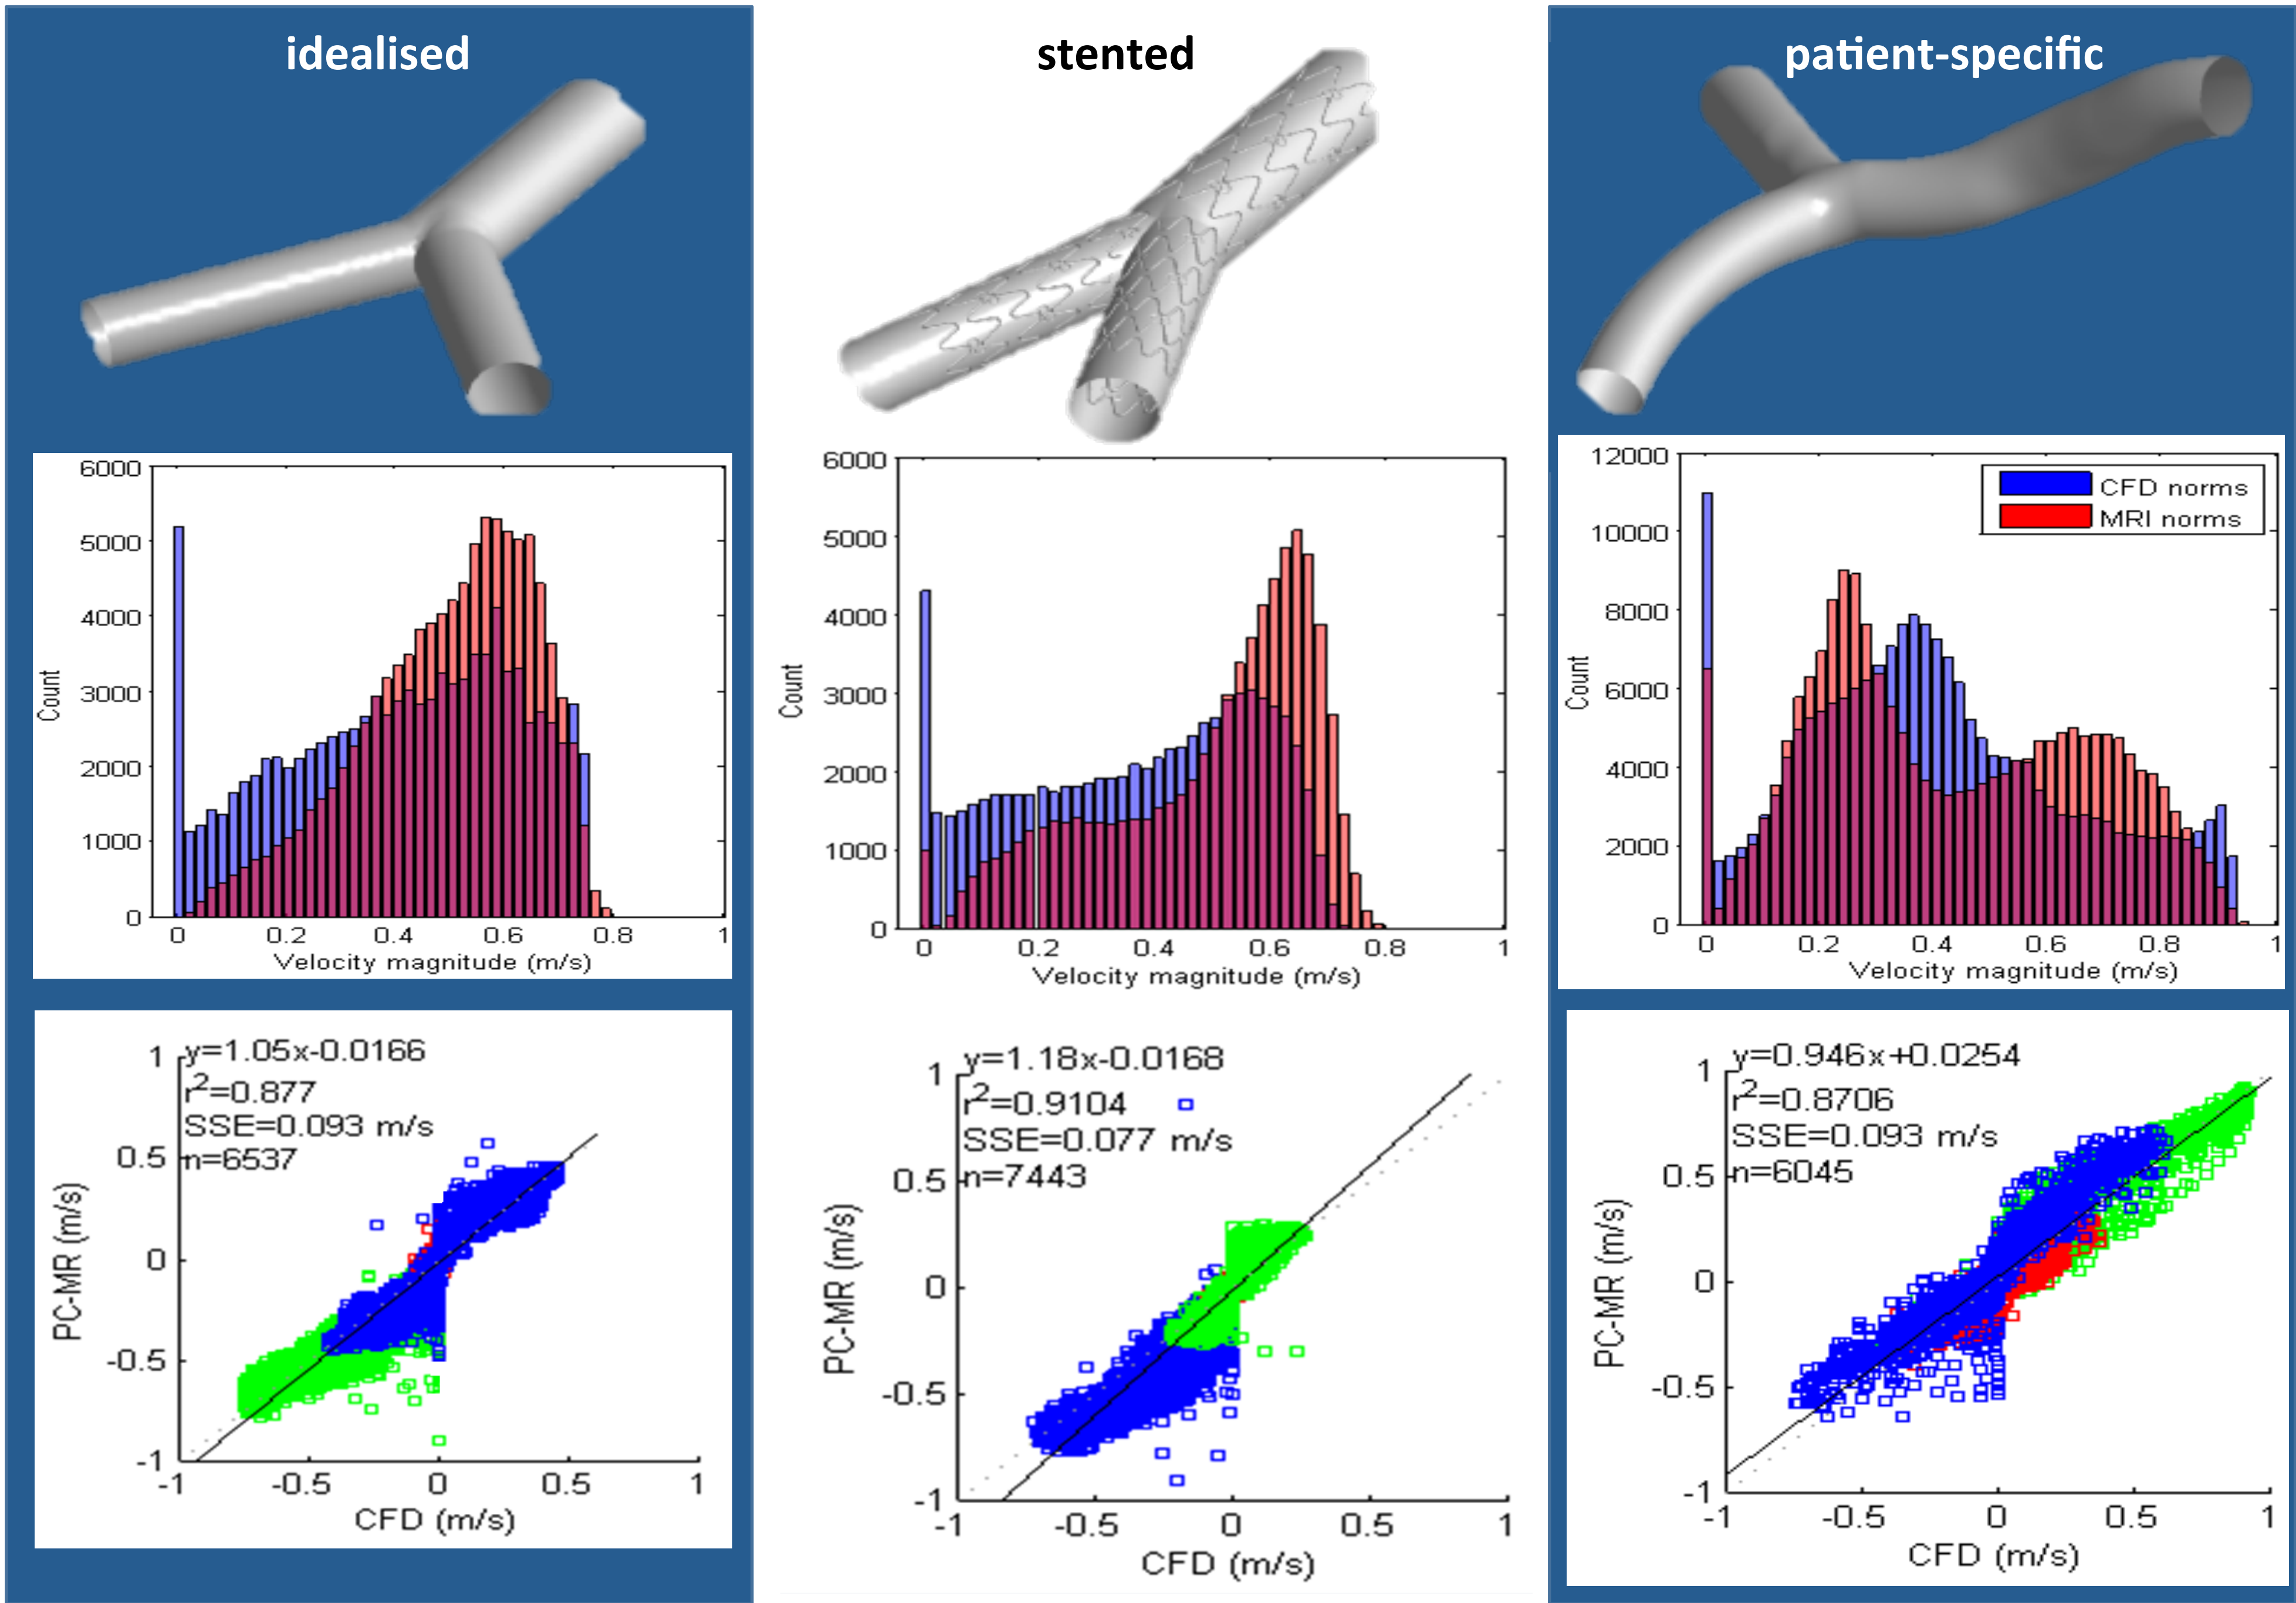 idealised
stented
patient-specific
6000
5000
4000
3000
2000
1000
0
Count
0 0.2 0.4 0.6 0.8 1
Velocity magnitude (m/s)
6000
5000
4000
3000
2000
1000
0
Count
0 0.2 0.4 0.6 0.8 1
Velocity magnitude (m/s)
12000
10000
8000
6000
4000
2000
0
Count
CFD norms
MRI norms
0 0.2 0.4 0.6 0.8 1
Velocity magnitude (m/s)
y=1.05x-0.0166
r²=0.877
SSE=0.093 m/s
n=6537
1
0.5
0
-0.5
-1
PC-MR (m/s)
-1 -0.5 0 0.5 1
CFD (m/s)
y=1.18x-0.0168
r²=0.9104
SSE=0.077 m/s
n=7443
1
0.5
0
-0.5
-1
PC-MR (m/s)
-1 -0.5 0 0.5 1
CFD (m/s)
y=0.946x+0.0254
r²=0.8706
SSE=0.093 m/s
n=6045
1
0.5
0
-0.5
-1
PC-MR (m/s)
-1 -0.5 0 0.5 1
CFD (m/s)